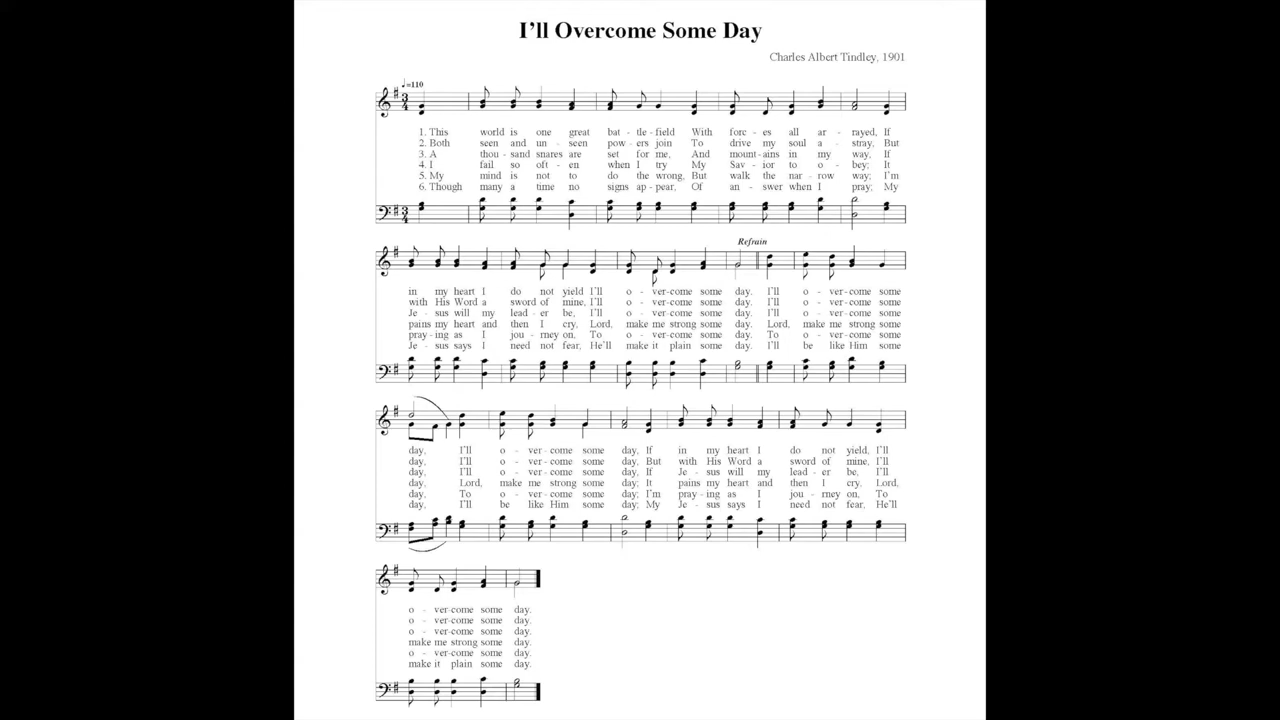 I'll Overcome Some Day
Charles Albert Tindley, 1901
♩=110
3/4
1. This world is one great bat - tle - field With forc - es all ar - rayed, If
2. Both seen and un - seen pow - ers join To drive my soul a - stray, But
3. A thou - sand snares are set for me, And mount - ains in my way, If
4. I fail so oft - en when I try My Sav - ior to o - bey; It
5. My mind is not to do the wrong, But walk the nar - row way; I'm
6. Though many a time no signs ap - pear, Of an - swer when I pray; My
3/4
Refrain
in my heart I do not yield I'll o - ver-come some day. I'll o - ver-come some
with His Word a sword of mine, I'll o - ver-come some day. I'll o - ver-come some
Je - sus will my lead - er be, I'll o - ver-come some day. I'll o - ver-come some
pains my heart and then I cry, Lord, make me strong some day. Lord, make me strong some
pray - ing as I jour - ney on, To o - ver-come some day. To o - ver-come some
Je - sus says I need not fear, He'll make it plain some day. I'll be like Him some
day, I'll o - ver-come some day, If in my heart I do not yield, I'll
day, I'll o - ver-come some day, But with His Word a sword of mine, I'll
day, I'll o - ver-come some day, If Je - sus will my lead - er be, I'll
day, Lord, make me strong some day; It pains my heart and then I cry, Lord,
day, To o - ver-come some day; I'm pray - ing as I jour - ney on, To
day, I'll be like Him some day; My Je - sus says I need not fear, He'll
o - ver-come some day.
o - ver-come some day.
o - ver-come some day.
make me strong some day.
o - ver-come some day.
make it plain some day.